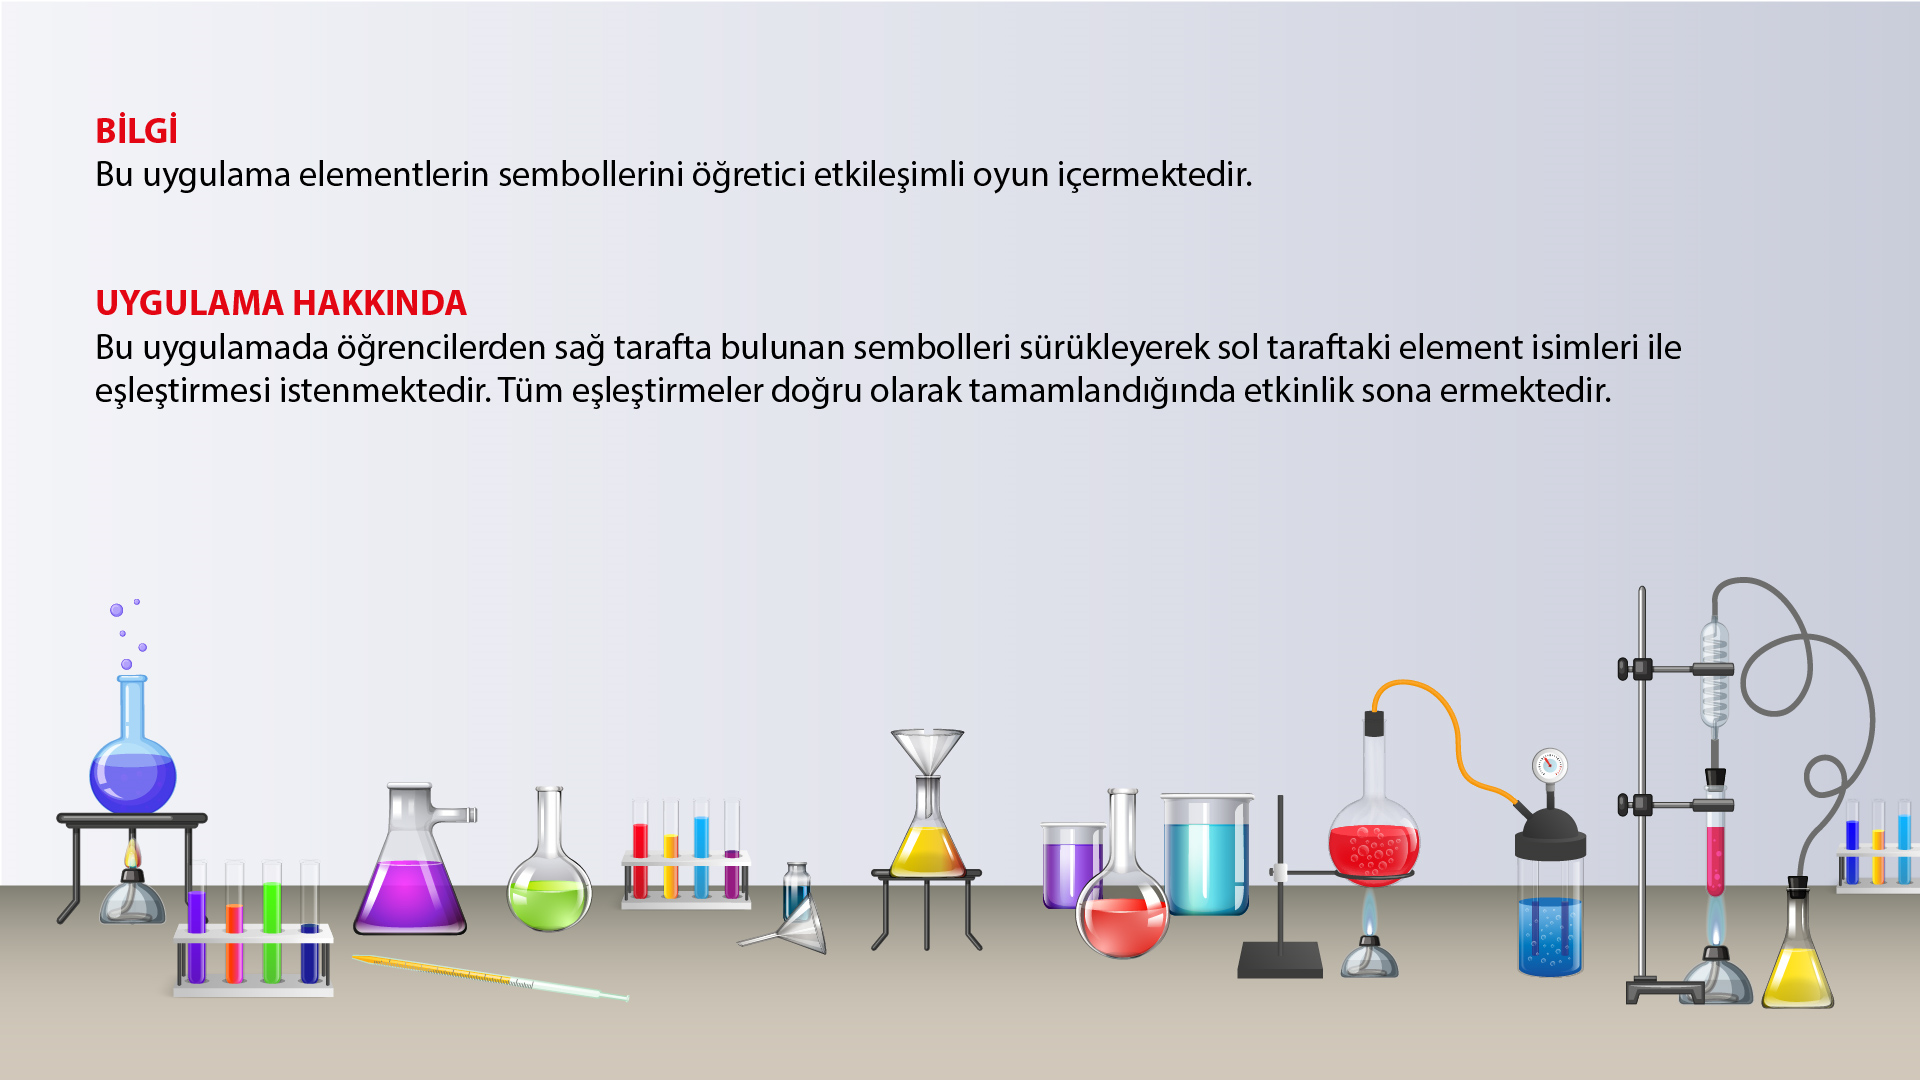 BİLGİ
Bu uygulama elementlerin sembollerini öğretici etkileşimli oyun içermektedir.
UYGULAMA HAKKINDA
Bu uygulamada öğrencilerden sağ tarafta bulunan sembolleri sürükleyerek sol taraftaki element isimleri ile
eşleştirmesi istenmektedir. Tüm eşleştirmeler doğru olarak tamamlandığında etkinlik sona ermektedir.